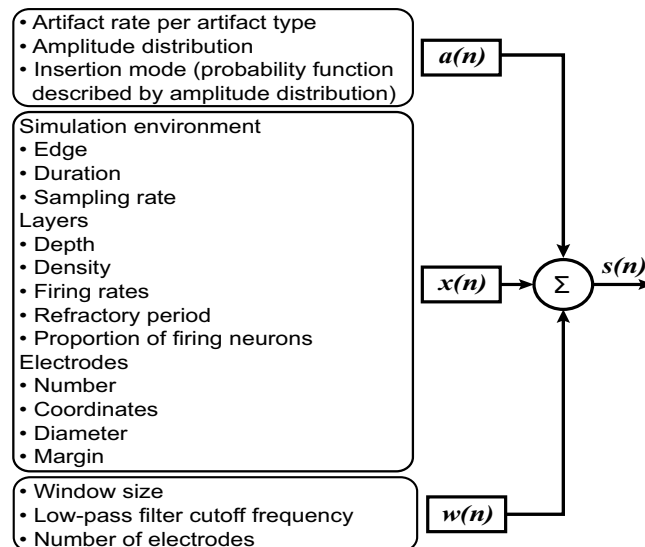 • Artifact rate per artifact type
• Amplitude distribution
• Insertion mode (probability function
described by amplitude distribution)
a(n)
Simulation environment
• Edge
• Duration
• Sampling rate
Layers
• Depth
• Density
• Firing rates
• Refractory period
• Proportion of firing neurons
Electrodes
• Number
• Coordinates
• Diameter
• Margin
x(n)
Σ
s(n)
• Window size
• Low-pass filter cutoff frequency
• Number of electrodes
w(n)